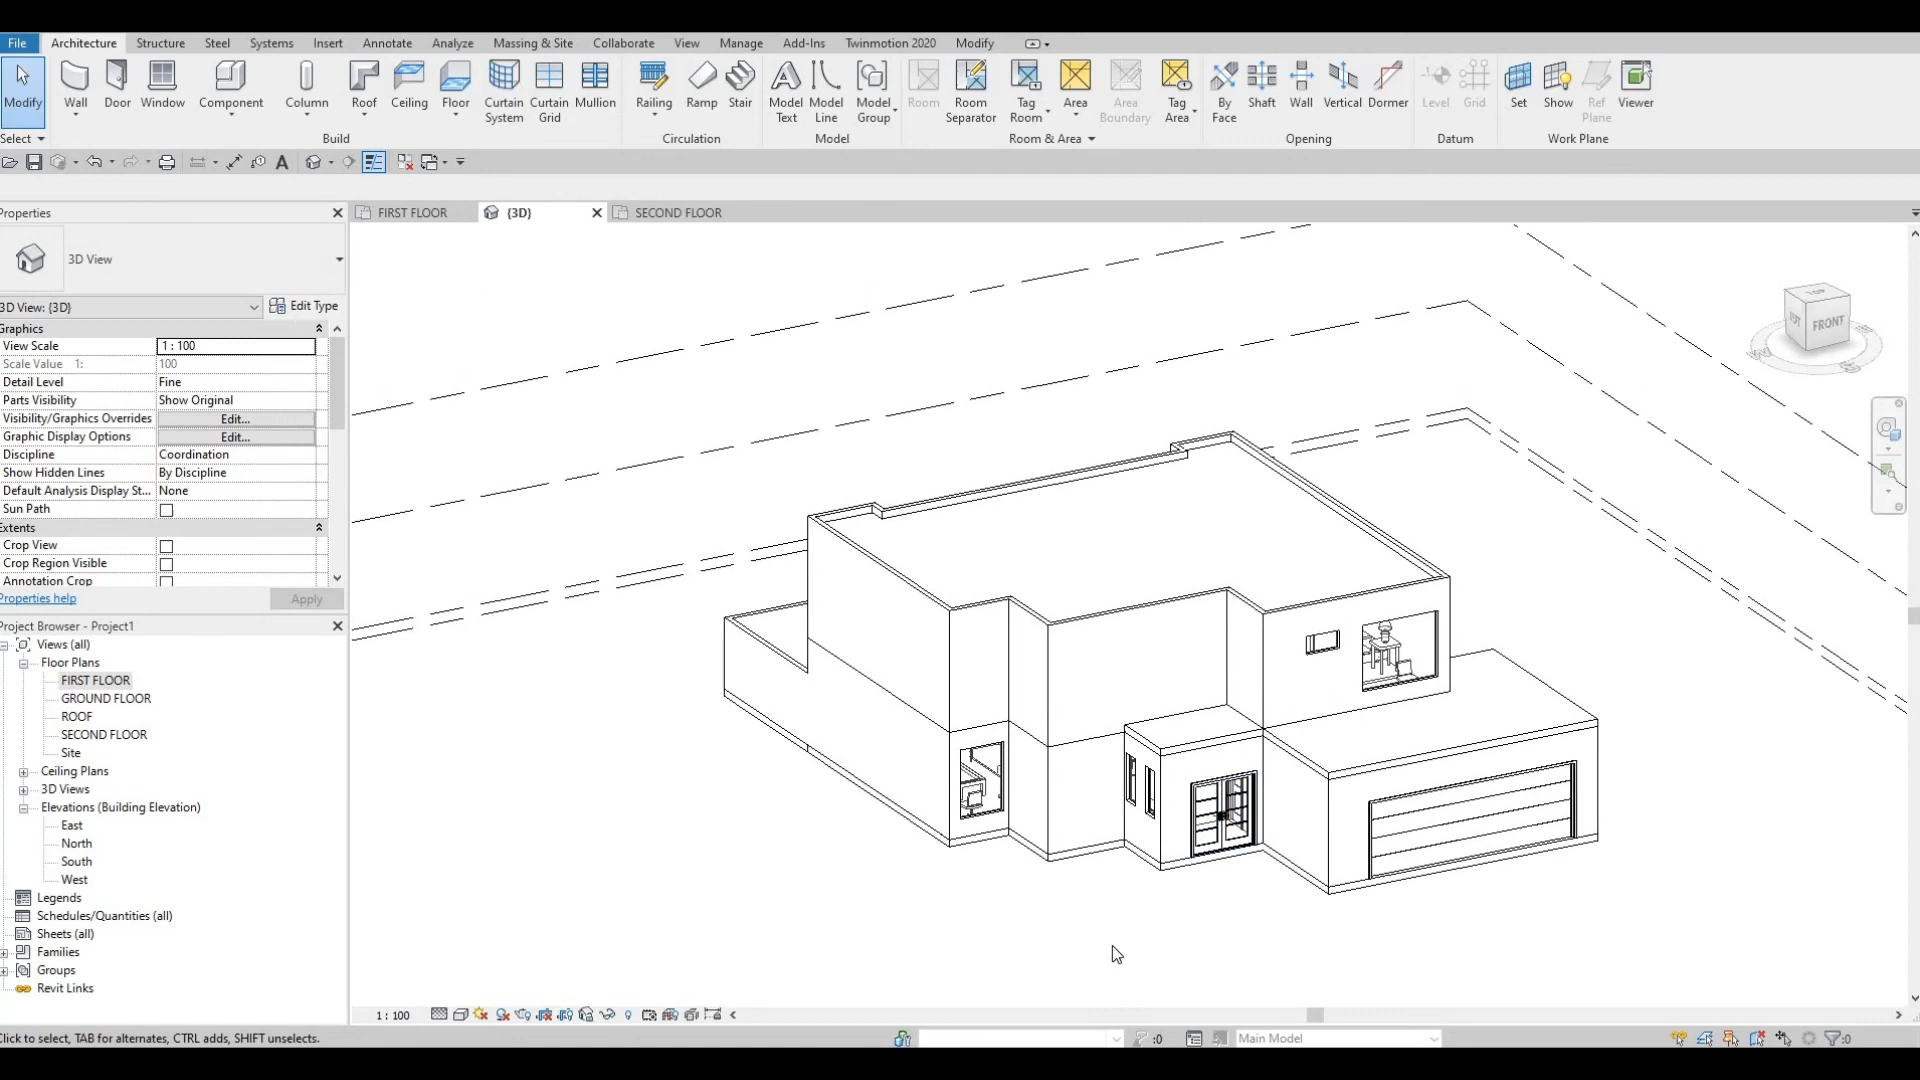 File Architecture Structure Steel Systems Insert Annotate Analyze Massing & Site Collaborate View Manage Add-Ins Twinmotion 2020 Modify
Modify Wall Door Window Component Column Roof Ceiling Floor Curtain System Curtain Grid Mullion Railing Ramp Stair Model Text Model Line Model Group Room Room Separator Tag Room Area Area Boundary Tag Area By Face Shaft Wall Vertical Dormer Level Grid Set Show Ref Plane Viewer
Select Build Circulation Model Room & Area Opening Datum Work Plane
A
Properties
FIRST FLOOR {3D} SECOND FLOOR
3D View
3D View: {3D} Edit Type
Graphics
View Scale 1 : 100
Scale Value 1: 100
Detail Level Fine
Parts Visibility Show Original
Visibility/Graphics Overrides Edit...
Graphic Display Options Edit...
Discipline Coordination
Show Hidden Lines By Discipline
Default Analysis Display St... None
Sun Path
Extents
Crop View
Crop Region Visible
Annotation Crop
Properties help Apply
Project Browser - Project1
Views (all)
Floor Plans
FIRST FLOOR
GROUND FLOOR
ROOF
SECOND FLOOR
Site
Ceiling Plans
3D Views
Elevations (Building Elevation)
East
North
South
West
Legends
Schedules/Quantities (all)
Sheets (all)
Families
Groups
Revit Links
TOP
FRONT
W
S
1 : 100
Click to select, TAB for alternates, CTRL adds, SHIFT unselects.
:0
Main Model
:0